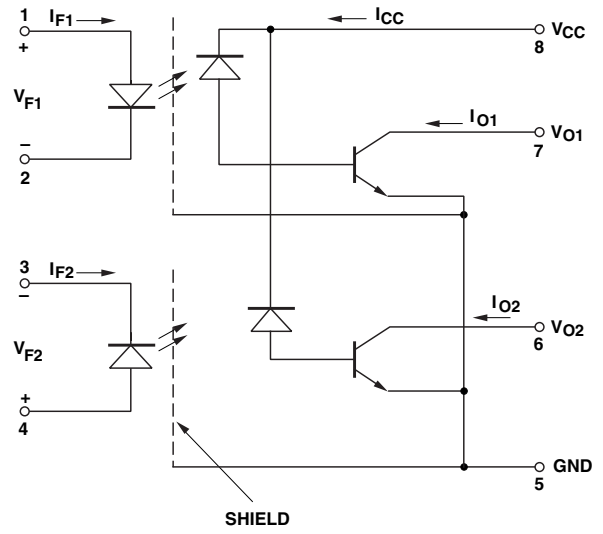 1 I_F1 I_CC V_CC
+ 8
V_F1
I_O1 V_O1
– 7
2
3 I_F2
–
I_O2 V_O2
V_F2 6
+
4
GND
5
SHIELD